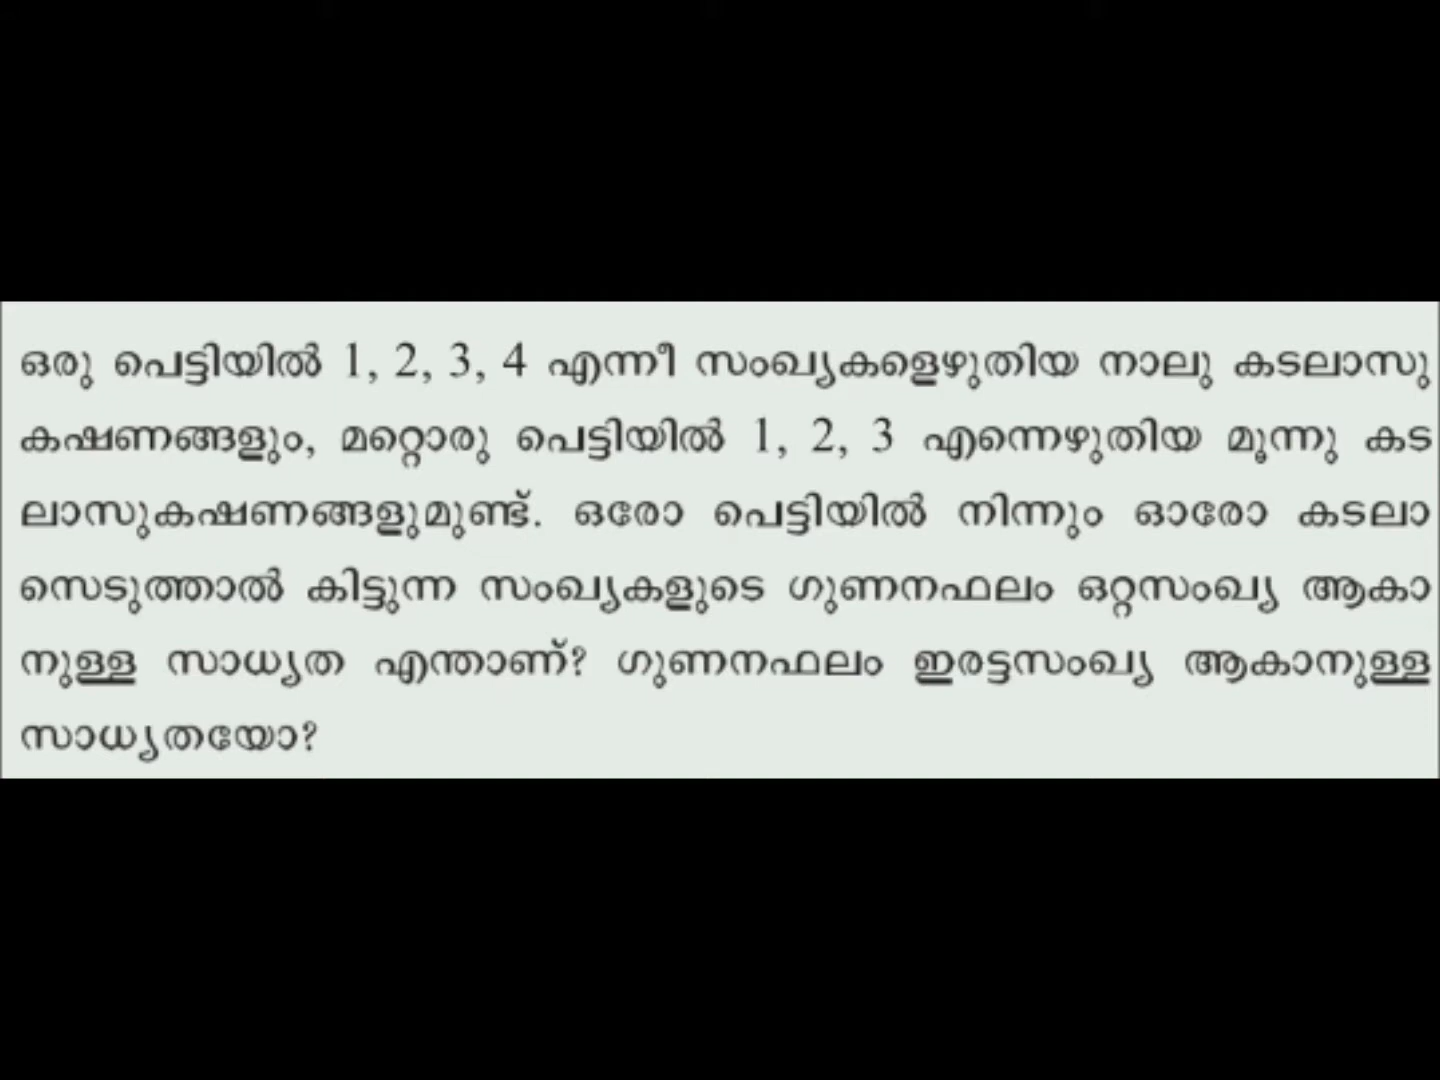 ഒരു പെട്ടിയിൽ 1, 2, 3, 4 എന്നീ സംഖ്യകളെഴുതിയ നാലു കടലാസു
കഷണങ്ങളും, മറ്റൊരു പെട്ടിയിൽ 1, 2, 3 എന്നെഴുതിയ മൂന്നു കട
ലാസുകഷണങ്ങളുമുണ്ട്. ഒരോ പെട്ടിയിൽ നിന്നും ഓരോ കടലാ
സെടുത്താൽ കിട്ടുന്ന സംഖ്യകളുടെ ഗുണനഫലം ഒറ്റസംഖ്യ ആകാ
നുള്ള സാധ്യത എന്താണ്? ഗുണനഫലം ഇരട്ടസംഖ്യ ആകാനുള്ള
സാധ്യതയോ?